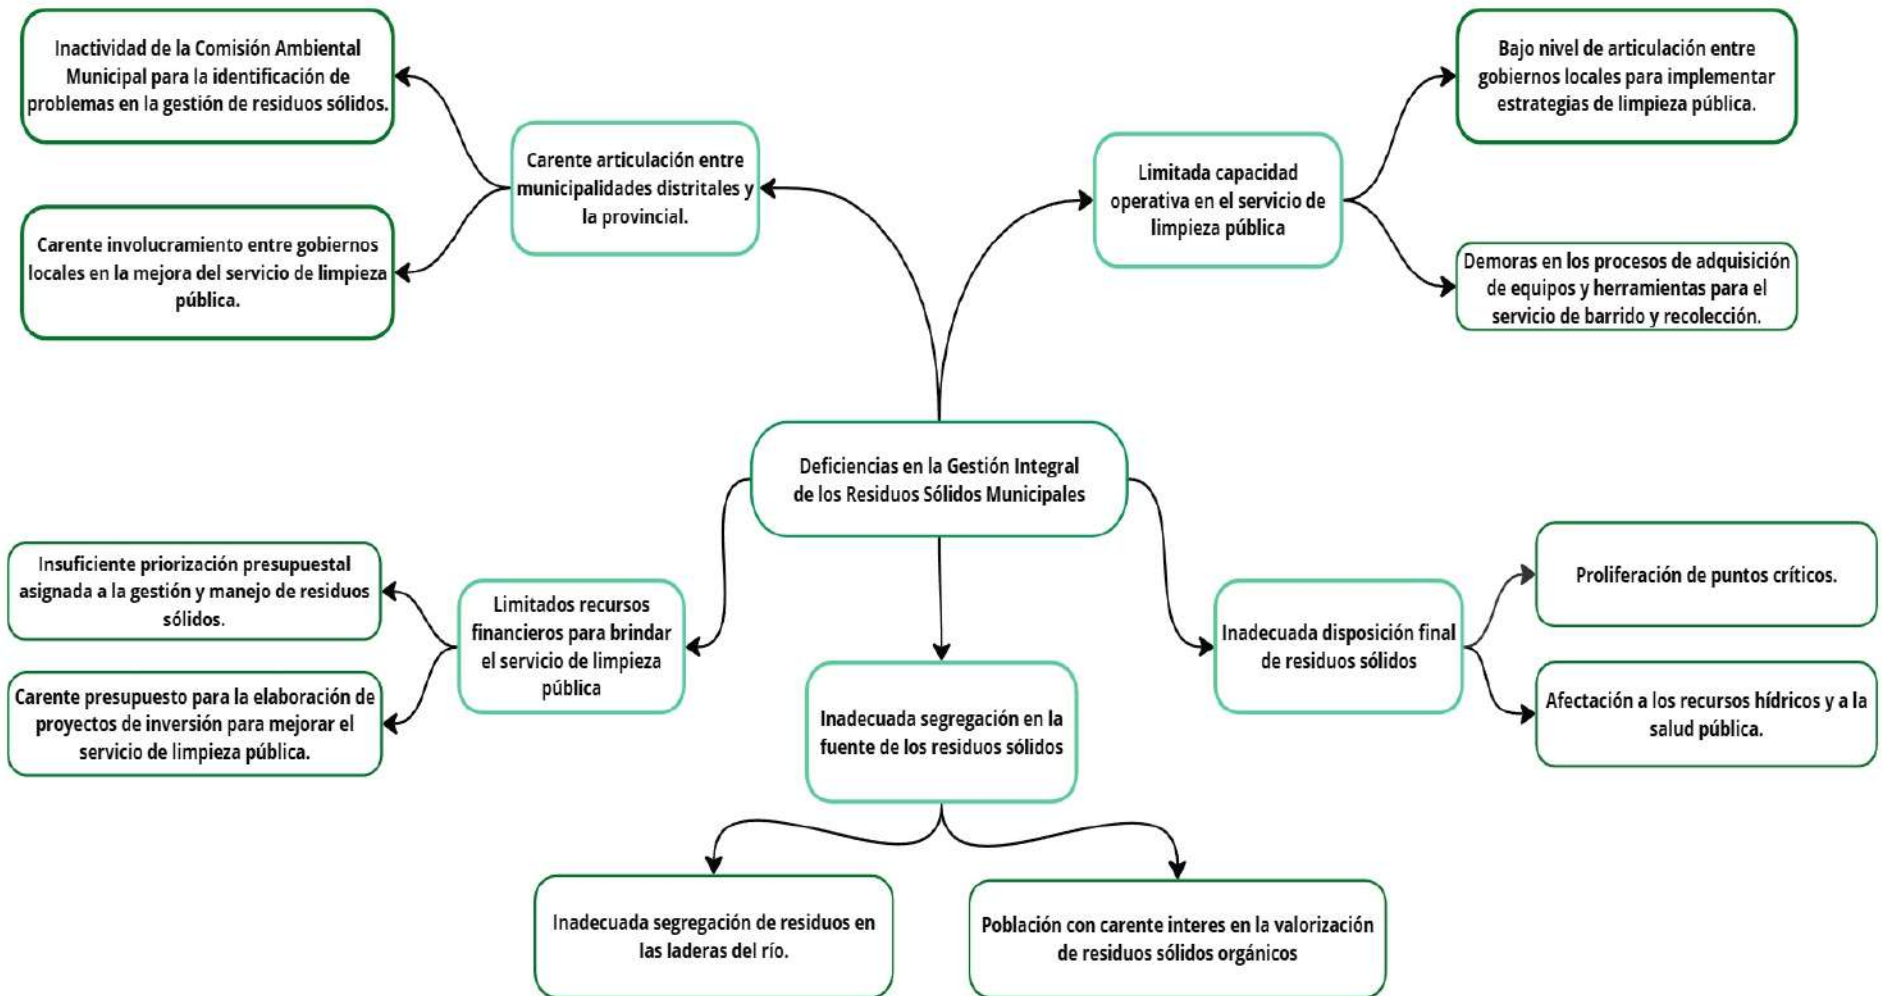 Inactividad de la Comisión Ambiental
Municipal para la identificación de
problemas en la gestión de residuos sólidos.
Carente involucramiento entre gobiernos
locales en la mejora del servicio de limpieza
pública.
Carente articulación entre
municipalidades distritales y
la provincial.
Limitada capacidad
operativa en el servicio de
limpieza pública
Bajo nivel de articulación entre
gobiernos locales para implementar
estrategias de limpieza pública.
Demoras en los procesos de adquisición
de equipos y herramientas para el
servicio de barrido y recolección.
Deficiencias en la Gestión Integral
de los Residuos Sólidos Municipales
Insuficiente priorización presupuestal
asignada a la gestión y manejo de residuos
sólidos.
Carente presupuesto para la elaboración de
proyectos de inversión para mejorar el
servicio de limpieza pública.
Limitados recursos
financieros para brindar
el servicio de limpieza
pública
Inadecuada segregación en la
fuente de los residuos sólidos
Inadecuada disposición final
de residuos sólidos
Proliferación de puntos críticos.
Afectación a los recursos hídricos y a la
salud pública.
Inadecuada segregación de residuos en
las laderas del río.
Población con carente interes en la valorización
de residuos sólidos orgánicos